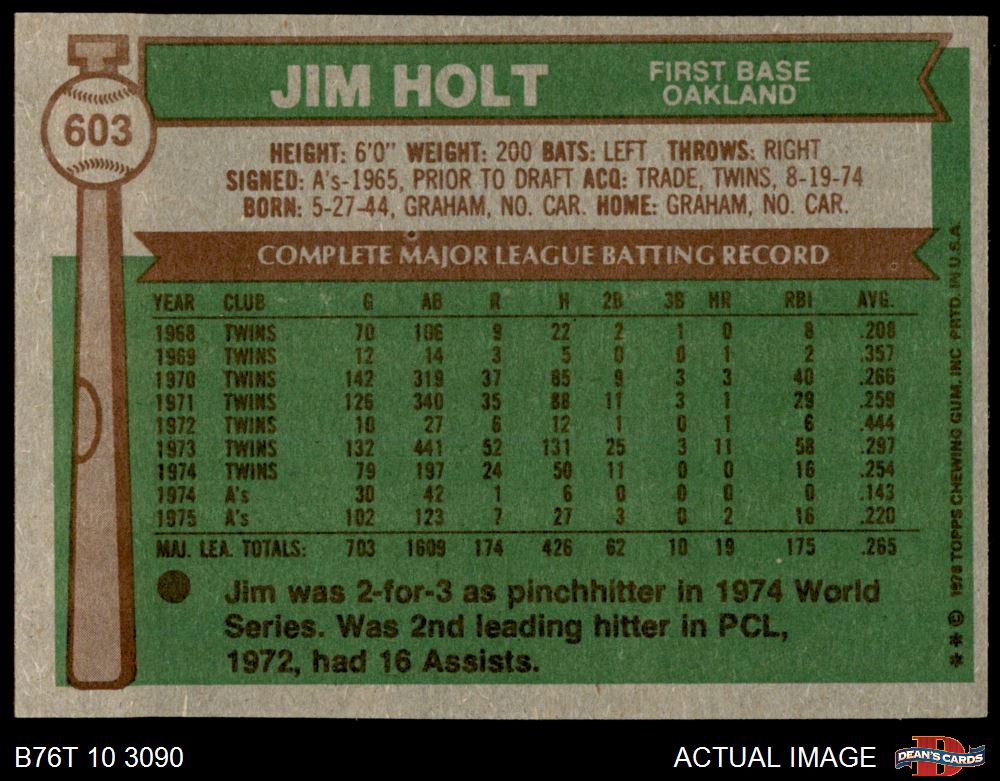 JIM HOLT
FIRST BASE
OAKLAND
603
HEIGHT: 6'0" WEIGHT: 200 BATS: LEFT THROWS: RIGHT
SIGNED: A's-1965, PRIOR TO DRAFT ACQ: TRADE, TWINS, 8-19-74
BORN: 5-27-44, GRAHAM, NO. CAR. HOME: GRAHAM, NO. CAR.
COMPLETE MAJOR LEAGUE BATTING RECORD
YEAR CLUB G AB R H 2B 3B HR RBI AVG.
1968 TWINS 70 106 9 22 2 1 0 8 .208
1969 TWINS 12 14 3 5 0 0 1 2 .357
1970 TWINS 142 319 37 85 9 3 3 40 .266
1971 TWINS 126 340 35 88 11 3 1 29 .259
1972 TWINS 10 27 6 12 1 0 1 6 .444
1973 TWINS 132 441 52 131 25 3 11 58 .297
1974 TWINS 79 197 24 50 11 0 0 16 .254
1974 A's 30 42 1 6 0 0 0 0 .143
1975 A's 102 123 7 27 3 0 2 16 .220
MAJ. LEA. TOTALS: 703 1609 174 426 62 10 19 175 .265
Jim was 2-for-3 as pinchhitter in 1974 World
Series. Was 2nd leading hitter in PCL,
1972, had 16 Assists.
* * © 1976 TOPPS CHEWING GUM, INC PRTD. IN U.S.A.
B76T 10 3090
ACTUAL IMAGE
DEAN'S CARDS